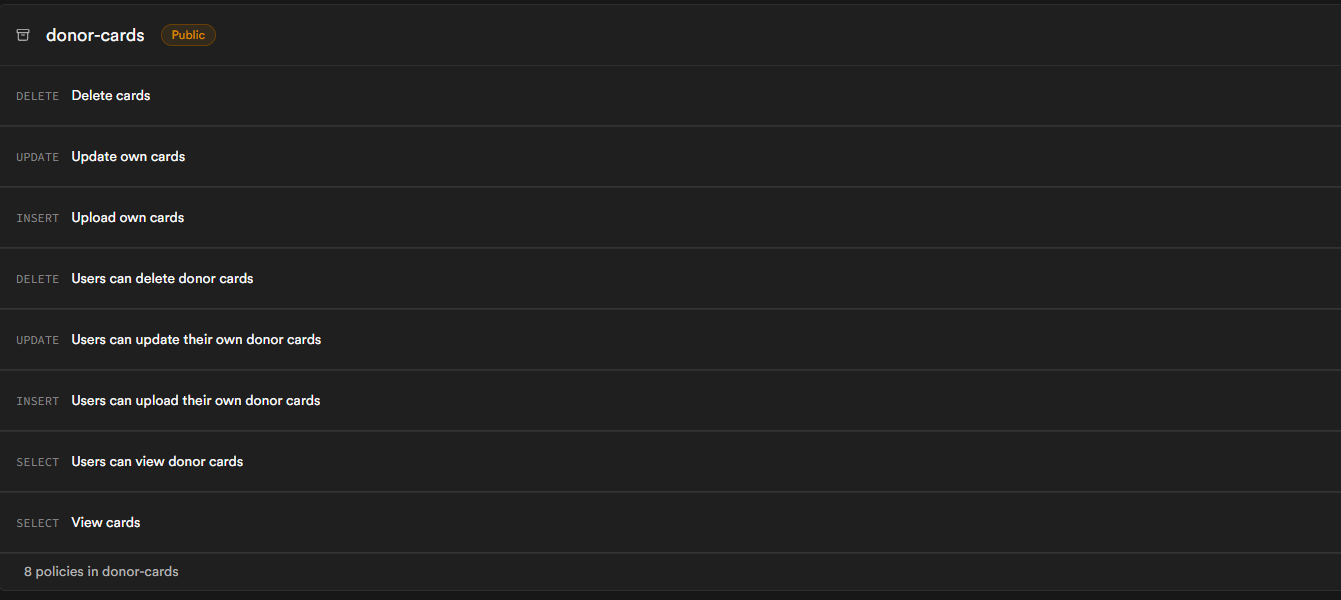 donor-cards Public
DELETE Delete cards
UPDATE Update own cards
INSERT Upload own cards
DELETE Users can delete donor cards
UPDATE Users can update their own donor cards
INSERT Users can upload their own donor cards
SELECT Users can view donor cards
SELECT View cards
8 policies in donor-cards